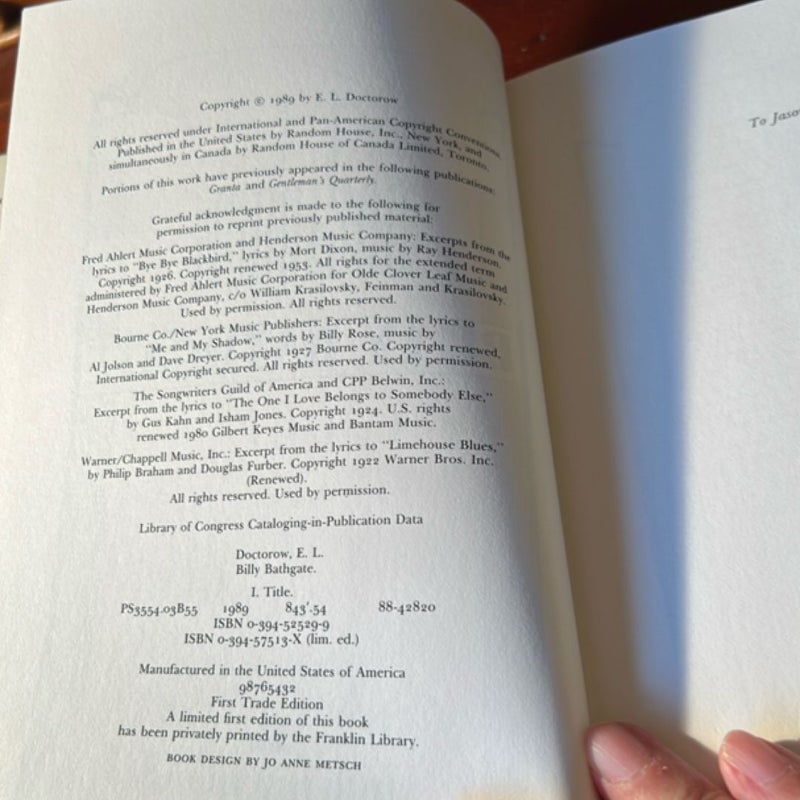 Copyright © 1989 by E. L. Doctorow
All rights reserved under International and Pan-American Copyright Conventions.
Published in the United States by Random House, Inc., New York, and
simultaneously in Canada by Random House of Canada Limited, Toronto.
Portions of this work have previously appeared in the following publications:
Granta and Gentleman's Quarterly.
Grateful acknowledgment is made to the following for
permission to reprint previously published material:
Fred Ahlert Music Corporation and Henderson Music Company: Excerpts from the
lyrics to "Bye Bye Blackbird," lyrics by Mort Dixon, music by Ray Henderson.
Copyright 1926. Copyright renewed 1953. All rights for the extended term
administered by Fred Ahlert Music Corporation for Olde Clover Leaf Music and
Henderson Music Company, c/o William Krasilovsky, Feinman and Krasilovsky.
Used by permission. All rights reserved.
Bourne Co./New York Music Publishers: Excerpt from the lyrics to
"Me and My Shadow," words by Billy Rose, music by
Al Jolson and Dave Dreyer. Copyright 1927 Bourne Co. Copyright renewed,
International Copyright secured. All rights reserved. Used by permission.
The Songwriters Guild of America and CPP Belwin, Inc.:
Excerpt from the lyrics to "The One I Love Belongs to Somebody Else,"
by Gus Kahn and Isham Jones. Copyright 1924. U.S. rights
renewed 1980 Gilbert Keyes Music and Bantam Music.
Warner/Chappell Music, Inc.: Excerpt from the lyrics to "Limehouse Blues,"
by Philip Braham and Douglas Furber. Copyright 1922 Warner Bros. Inc.
(Renewed).
All rights reserved. Used by permission.
Library of Congress Cataloging-in-Publication Data
Doctorow, E. L.
Billy Bathgate.
I. Title.
PS3554.O3B55 1989 843'.54 88-42820
ISBN 0-394-52529-9
ISBN 0-394-57513-X (lim. ed.)
Manufactured in the United States of America
98765432
First Trade Edition
A limited first edition of this book
has been privately printed by the Franklin Library.
BOOK DESIGN BY JO ANNE METSCH
To Jaso